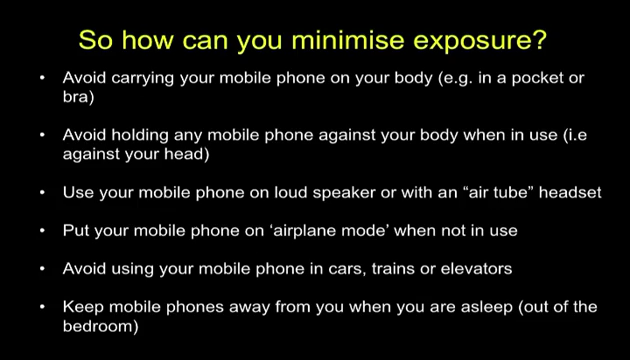 So how can you minimise exposure?
• Avoid carrying your mobile phone on your body (e.g. in a pocket or
bra)
• Avoid holding any mobile phone against your body when in use (i.e
against your head)
• Use your mobile phone on loud speaker or with an “air tube” headset
• Put your mobile phone on ‘airplane mode’ when not in use
• Avoid using your mobile phone in cars, trains or elevators
• Keep mobile phones away from you when you are asleep (out of the
bedroom)